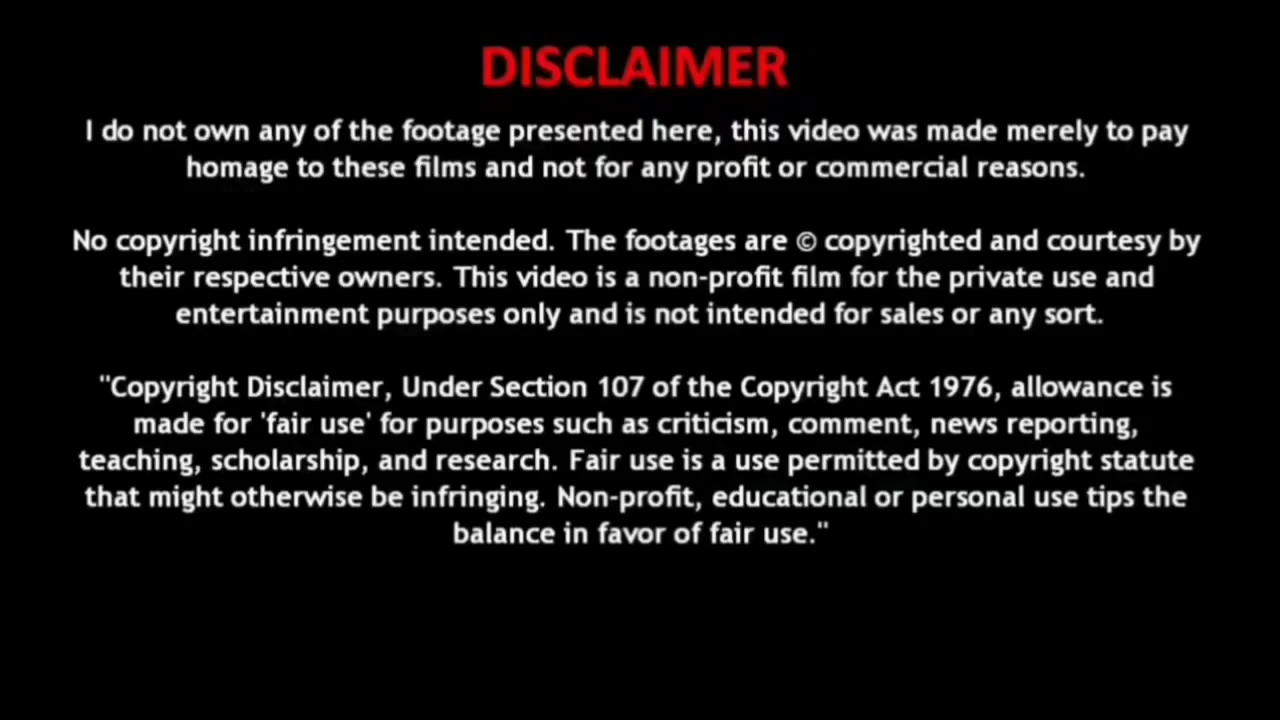 DISCLAIMER
I do not own any of the footage presented here, this video was made merely to pay
homage to these films and not for any profit or commercial reasons.
No copyright infringement intended. The footages are © copyrighted and courtesy by
their respective owners. This video is a non-profit film for the private use and
entertainment purposes only and is not intended for sales or any sort.
"Copyright Disclaimer, Under Section 107 of the Copyright Act 1976, allowance is
made for 'fair use' for purposes such as criticism, comment, news reporting,
teaching, scholarship, and research. Fair use is a use permitted by copyright statute
that might otherwise be infringing. Non-profit, educational or personal use tips the
balance in favor of fair use."